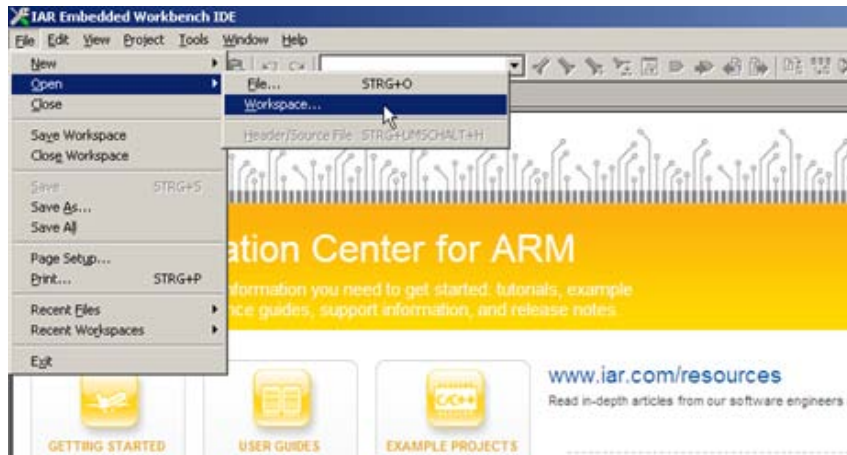 IAR Embedded Workbench IDE
File Edit View Project Tools Window Help
New
Open
Close
Save Workspace
Close Workspace
Save STRG+S
Save As...
Save All
Page Setup...
Print... STRG+P
Recent Files
Recent Workspaces
Exit
File... STRG+O
Workspace...
Header/Source File STRG+UMSCHALT+H
ation Center for ARM
formation you need to get started: tutorials, example
nce guides, support information, and release notes.
www.iar.com/resources
Read in-depth articles from our software engineers
C/C++
GETTING STARTED USER GUIDES EXAMPLE PROJECTS